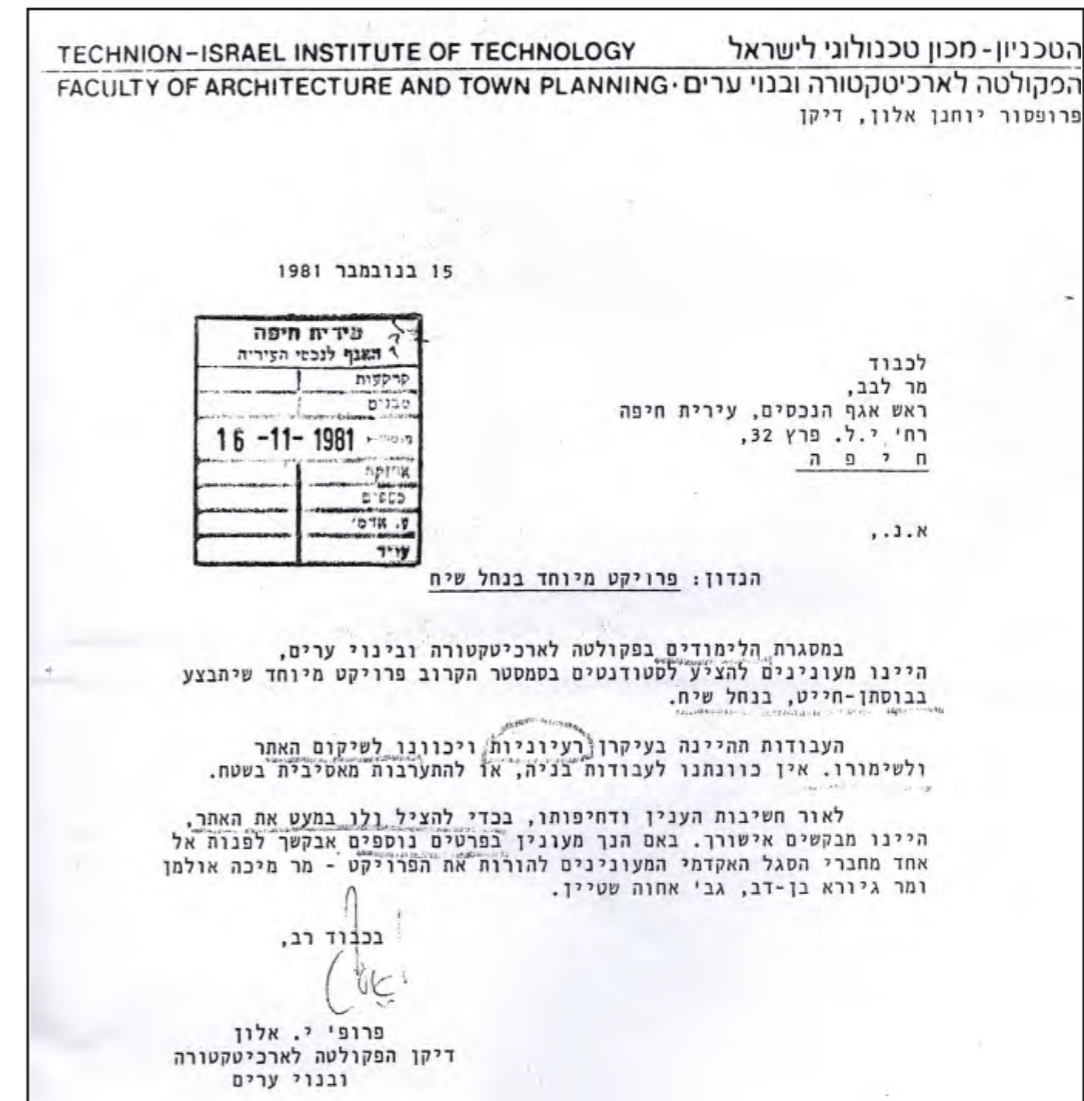 TECHNION-ISRAEL INSTITUTE OF TECHNOLOGY הטכניון-מכון טכנולוגי לישראל
FACULTY OF ARCHITECTURE AND TOWN PLANNING·הפקולטה לארכיטקטורה ובנוי ערים
פרופסור יוחנן אלון, דיקן
15 בנובמבר 1981
עירית חיפה
האגף לנכסי העיריה
קרקעות
מבנים
16 -11- 1981
אחזקה
כספים
עויד
לכבוד
מר לבב,
ראש אגף הנכסים, עירית חיפה
רח' י.ל. פרץ 32,
ח י פ ה
א.נ.,
הנדון: פרויקט מיוחד בנחל שיח
במסגרת הלימודים בפקולטה לארכיטקטורה ובינוי ערים,
היינו מעונינים להציע לסטודנטים בסמסטר הקרוב פרויקט מיוחד שיתבצע
בבוסתן-חייט, בנחל שיח.
העבודות תהיינה בעיקרן רעיוניות ויכוונו לשיקום האתר
ולשימורו. אין כוונתנו לעבודות בניה, או להתערבות מאסיבית בשטח.
לאור חשיבות הענין ודחיפותו, בכדי להציל ולו במעט את האתר,
היינו מבקשים אישורך. באם הנך מעונין בפרטים נוספים אבקשך לפנות אל
אחד מחברי הסגל האקדמי המעונינים להורות את הפרויקט - מר מיכה אולמן
ומר גיורא בן-דב, גב' אחוה שטיין.
בכבוד רב,
פרופ' י. אלון
דיקן הפקולטה לארכיטקטורה
ובנוי ערים